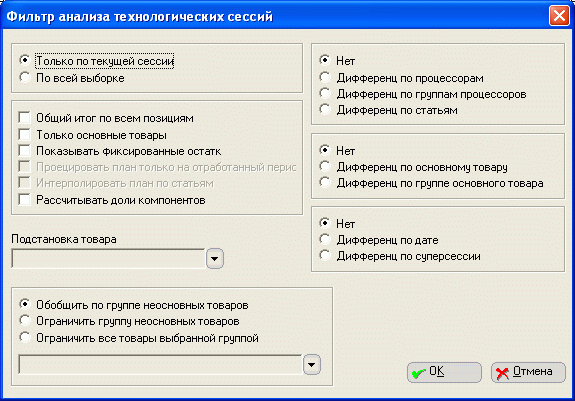 Фильтр анализа технологических сессий
Только по текущей сессии
По всей выборке
Общий итог по всем позициям
Только основные товары
Показывать фиксированные остатк
Проецировать план только на отработанный перис
Интерполировать план по статьям
Рассчитывать доли компонентов
Подстановка товара
Обобщить по группе неосновных товаров
Ограничить группу неосновных товаров
Ограничить все товары выбранной группой
Нет
Дифференц по процессорам
Дифференц по группам процессоров
Дифференц по статьям
Нет
Дифференц по основному товару
Дифференц по группе основного товара
Нет
Дифференц по дате
Дифференц по суперсессии
OK
Отмена